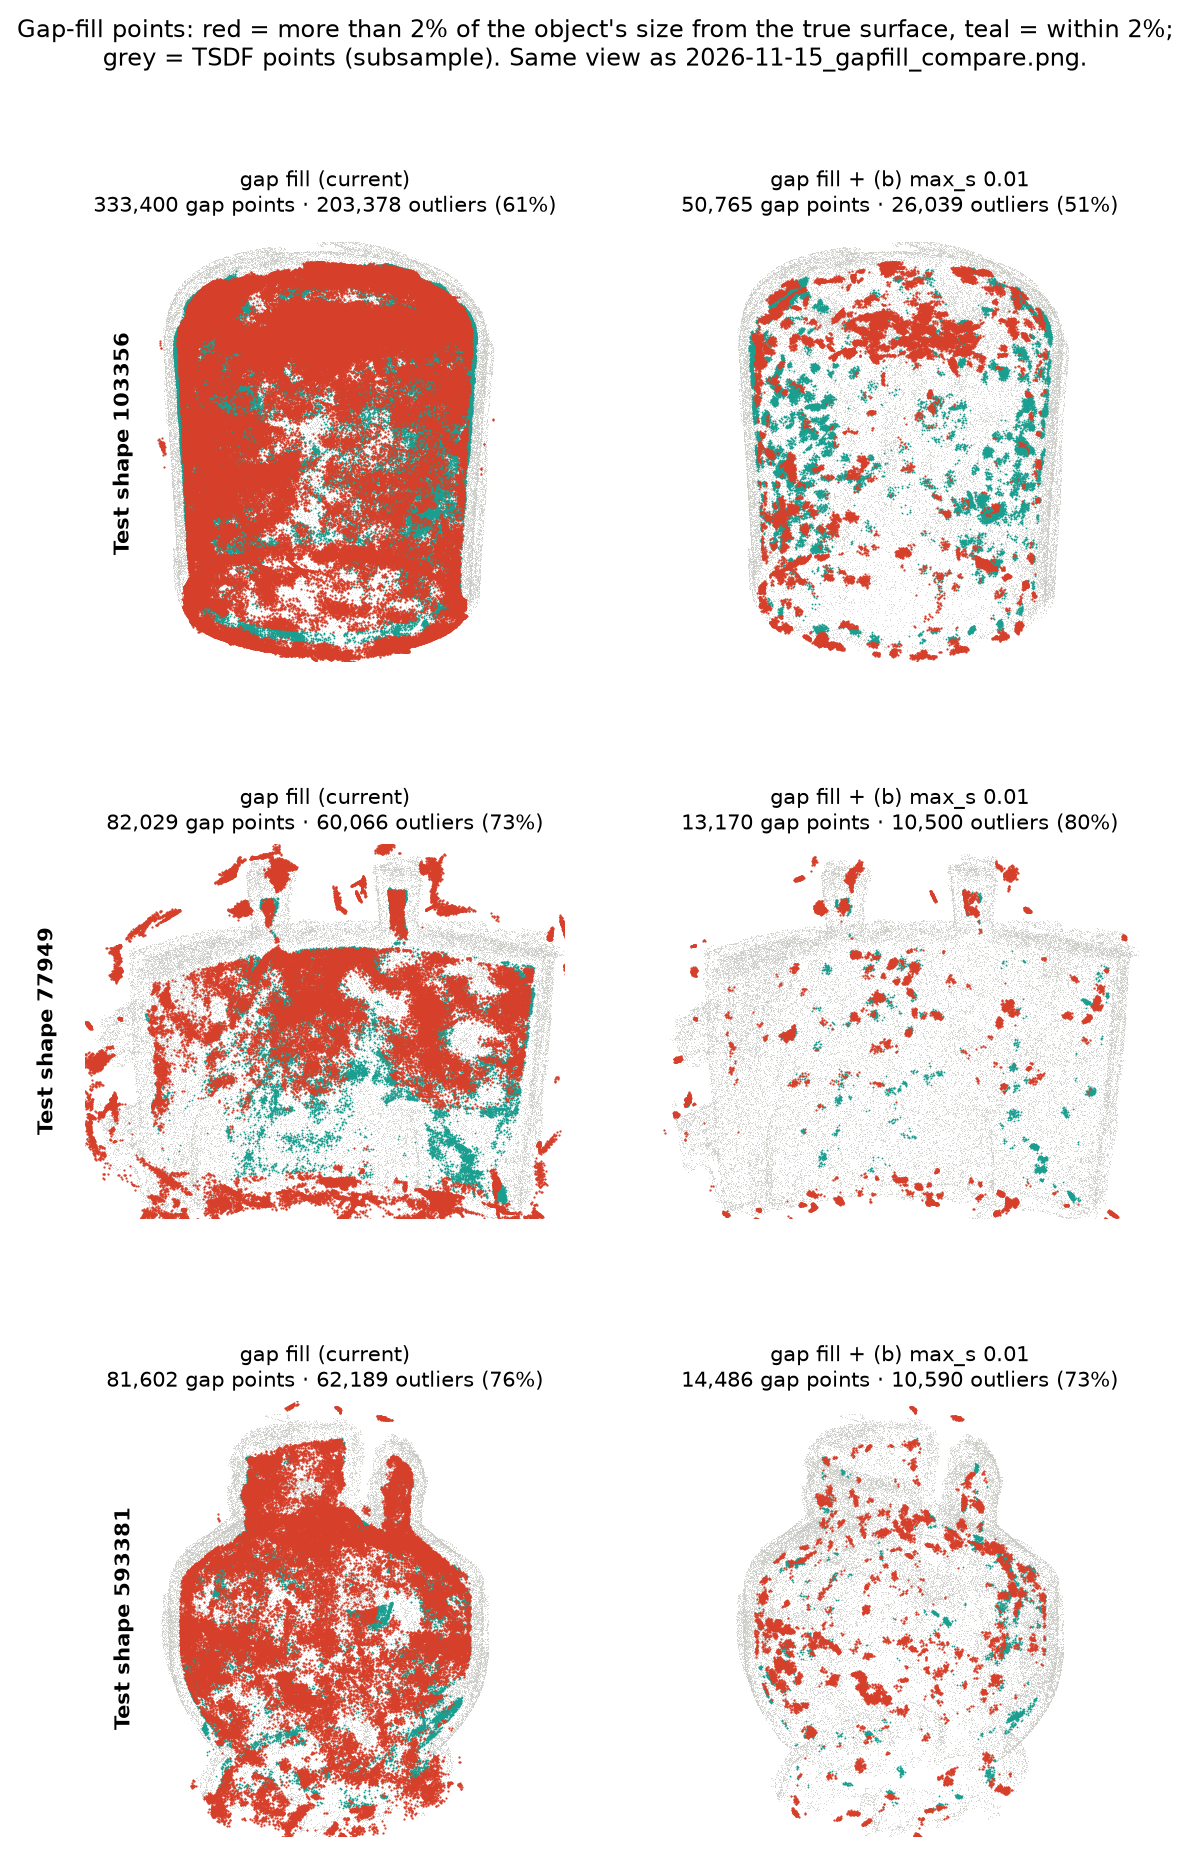 Gap-fill points: red = more than 2% of the object's size from the true surface, teal = within 2%;
grey = TSDF points (subsample). Same view as 2026-11-15_gapfill_compare.png.
gap fill (current)
333,400 gap points · 203,378 outliers (61%)
gap fill + (b) max_s 0.01
50,765 gap points · 26,039 outliers (51%)
Test shape 103356
gap fill (current)
82,029 gap points · 60,066 outliers (73%)
gap fill + (b) max_s 0.01
13,170 gap points · 10,500 outliers (80%)
Test shape 77949
gap fill (current)
81,602 gap points · 62,189 outliers (76%)
gap fill + (b) max_s 0.01
14,486 gap points · 10,590 outliers (73%)
Test shape 593381